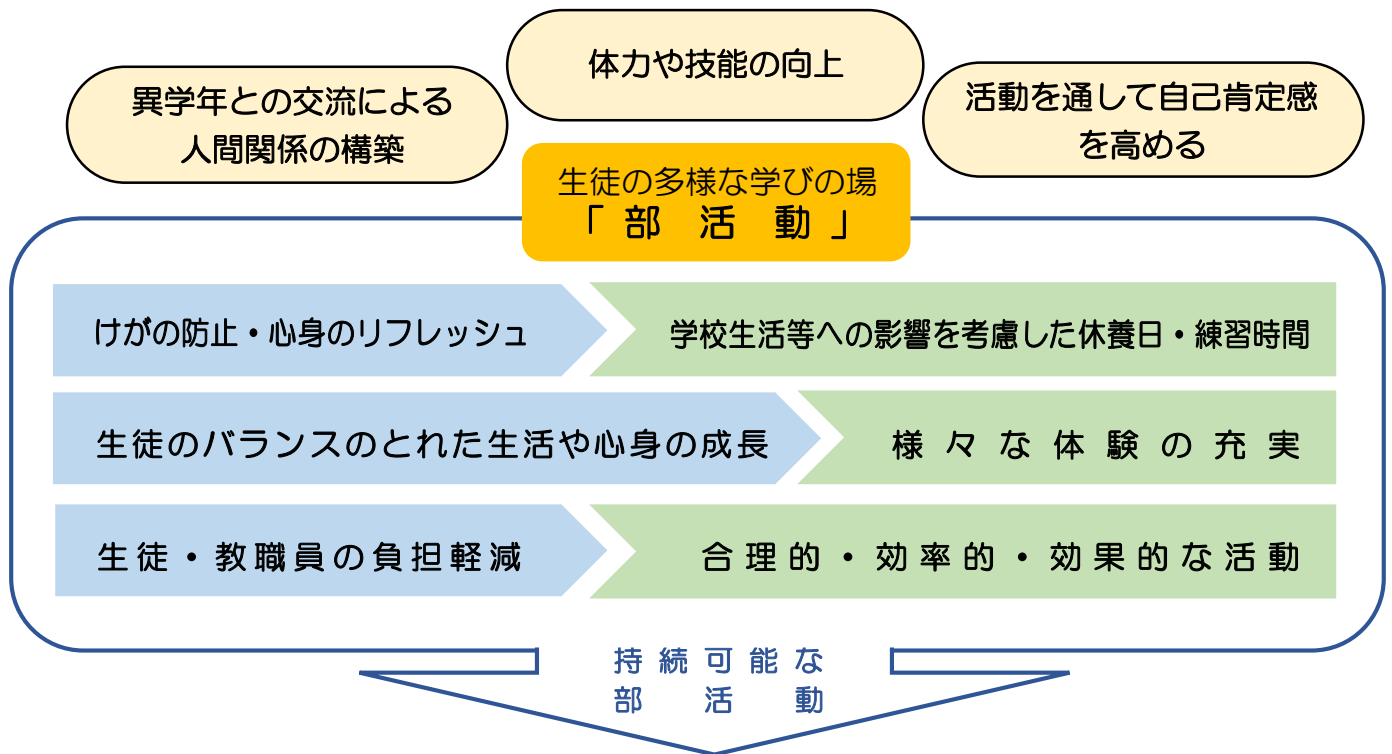 体力や技能の向上
異学年との交流による
人間関係の構築
活動を通して自己肯定感
を高める
生徒の多様な学びの場
「部活動」
けがの防止・心身のリフレッシュ
学校生活等への影響を考慮した休養日・練習時間
生徒のバランスのとれた生活や心身の成長
様々な体験の充実
生徒・教職員の負担軽減
合理的・効率的・効果的な活動
持続可能な
部活動